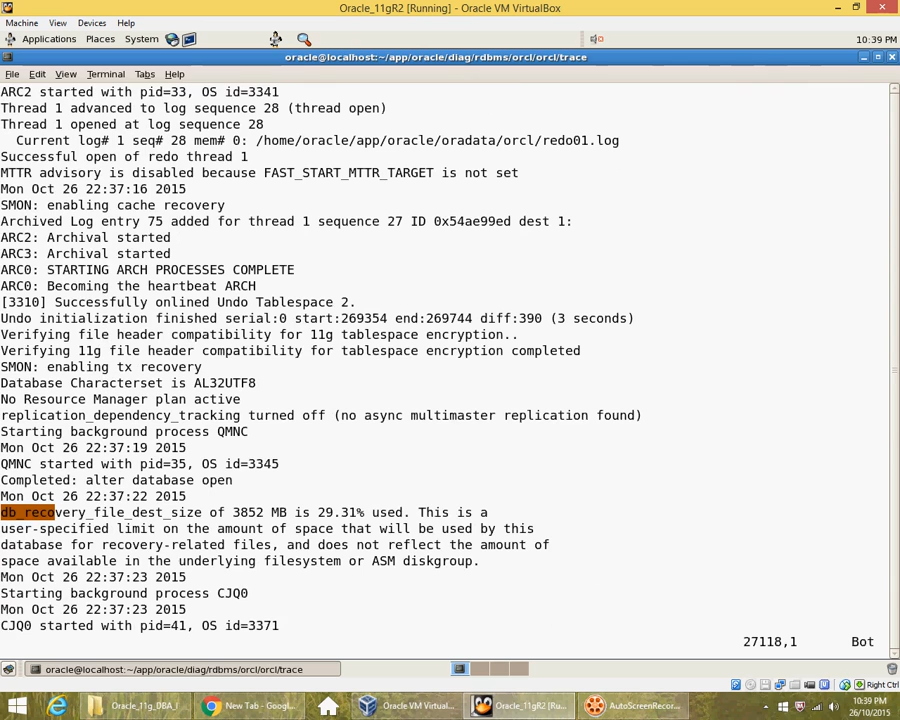 Oracle_11gR2 [Running] - Oracle VM VirtualBox
Machine View Devices Help
Applications Places System
10:39 PM
oracle@localhost:~/app/oracle/diag/rdbms/orcl/orcl/trace
File Edit View Terminal Tabs Help
ARC2 started with pid=33, OS id=3341
Thread 1 advanced to log sequence 28 (thread open)
Thread 1 opened at log sequence 28
Current log# 1 seq# 28 mem# 0: /home/oracle/app/oracle/oradata/orcl/redo01.log
Successful open of redo thread 1
MTTR advisory is disabled because FAST_START_MTTR_TARGET is not set
Mon Oct 26 22:37:16 2015
SMON: enabling cache recovery
Archived Log entry 75 added for thread 1 sequence 27 ID 0x54ae99ed dest 1:
ARC2: Archival started
ARC3: Archival started
ARC0: STARTING ARCH PROCESSES COMPLETE
ARC0: Becoming the heartbeat ARCH
[3310] Successfully onlined Undo Tablespace 2.
Undo initialization finished serial:0 start:269354 end:269744 diff:390 (3 seconds)
Verifying file header compatibility for 11g tablespace encryption..
Verifying 11g file header compatibility for tablespace encryption completed
SMON: enabling tx recovery
Database Characterset is AL32UTF8
No Resource Manager plan active
replication_dependency_tracking turned off (no async multimaster replication found)
Starting background process QMNC
Mon Oct 26 22:37:19 2015
QMNC started with pid=35, OS id=3345
Completed: alter database open
Mon Oct 26 22:37:22 2015
db_recovery_file_dest_size of 3852 MB is 29.31% used. This is a
user-specified limit on the amount of space that will be used by this
database for recovery-related files, and does not reflect the amount of
space available in the underlying filesystem or ASM diskgroup.
Mon Oct 26 22:37:23 2015
Starting background process CJQ0
Mon Oct 26 22:37:23 2015
CJQ0 started with pid=41, OS id=3371
27118,1 Bot
oracle@localhost:~/app/oracle/diag/rdbms/orcl/orcl/trace
Right Ctrl
Oracle_11g_DBA_I
New Tab - Google...
Oracle VM Virtual...
Oracle_11gR2 [Ru...
AutoScreenRecor...
10:39 PM
26/10/2015